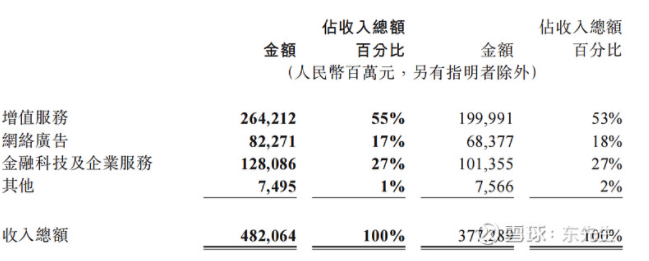 佔收入總額 佔收入總額
金額 百分比 金額 百分比
(人民幣百萬元,另有指明者除外)
增值服務 264,212 55% 199,991 53%
網絡廣告 82,271 17% 68,377 18%
金融科技及企業服務 128,086 27% 101,355 27%
其他 7,495 1% 7,566 2%
收入總額 482,064 100% 377,289 100%
雪球:东